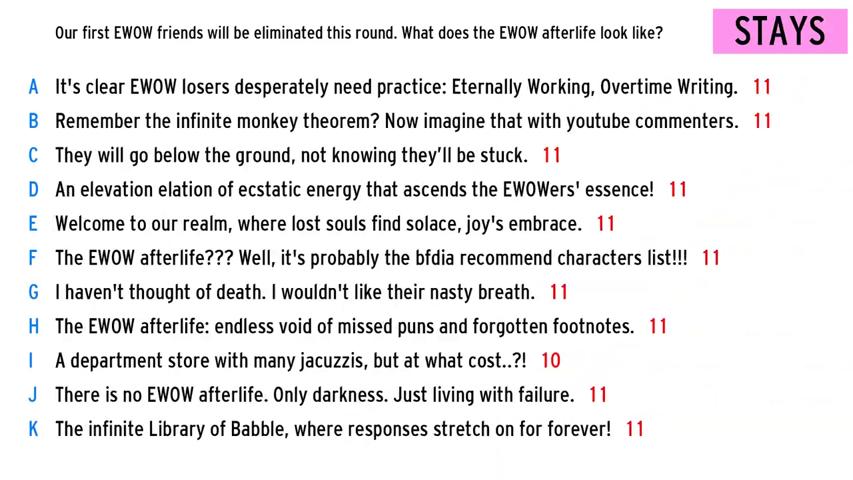 Our first EWOW friends will be eliminated this round. What does the EWOW afterlife look like?
STAYS
A It's clear EWOW losers desperately need practice: Eternally Working, Overtime Writing. 11
B Remember the infinite monkey theorem? Now imagine that with youtube commenters. 11
C They will go below the ground, not knowing they’ll be stuck. 11
D An elevation elation of ecstatic energy that ascends the EWOWers' essence! 11
E Welcome to our realm, where lost souls find solace, joy's embrace. 11
F The EWOW afterlife??? Well, it's probably the bfdia recommend characters list!!! 11
G I haven't thought of death. I wouldn't like their nasty breath. 11
H The EWOW afterlife: endless void of missed puns and forgotten footnotes. 11
I A department store with many jacuzzis, but at what cost..?! 10
J There is no EWOW afterlife. Only darkness. Just living with failure. 11
K The infinite Library of Babble, where responses stretch on for forever! 11